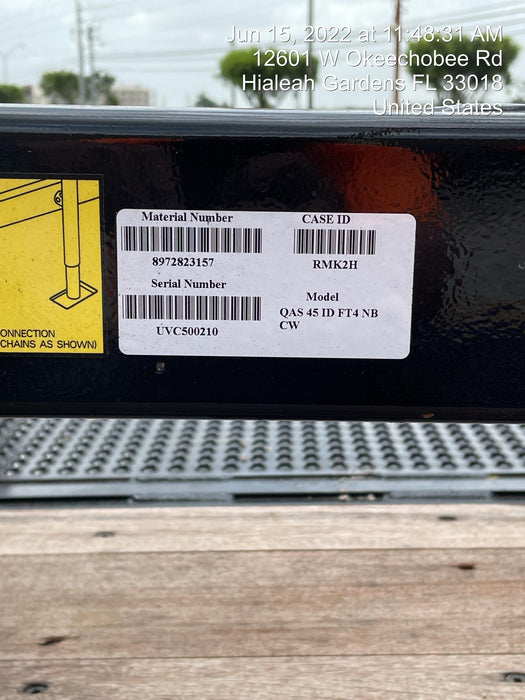 Jun 15, 2022 at 11:48:31 AM
12601 W Okeechobee Rd
Hialeah Gardens FL 33018
United States
Material Number
8972823157
CASE ID
RMK2H
Serial Number
UVC500210
Model
QAS 45 ID FT4 NB
CW
ONNECTION
CHAINS AS SHOWN)